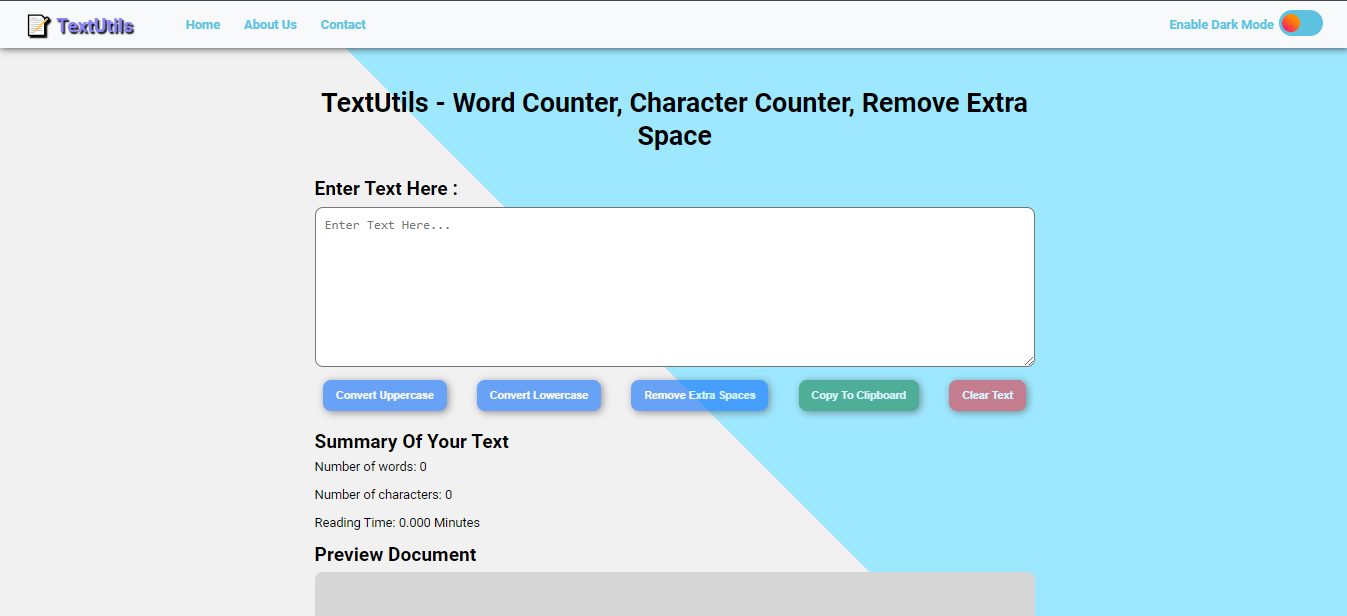 TextUtils Home About Us Contact Enable Dark Mode
TextUtils - Word Counter, Character Counter, Remove Extra
Space
Enter Text Here :
Enter Text Here...
Convert Uppercase Convert Lowercase Remove Extra Spaces Copy To Clipboard Clear Text
Summary Of Your Text
Number of words: 0
Number of characters: 0
Reading Time: 0.000 Minutes
Preview Document